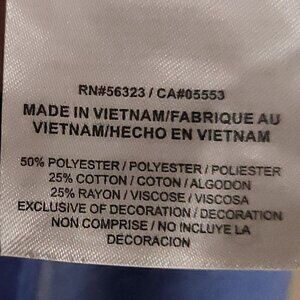 RN#56323 / CA#05553
MADE IN VIETNAM/FABRIQUE AU
VIETNAM/HECHO EN VIETNAM
50% POLYESTER / POLYESTER / POLIESTER
25% COTTON / COTON / ALGODON
25% RAYON / VISCOSE / VISCOSA
EXCLUSIVE OF DECORATION / DECORATION
NON COMPRISE / NO INCLUYE LA
DECORACION